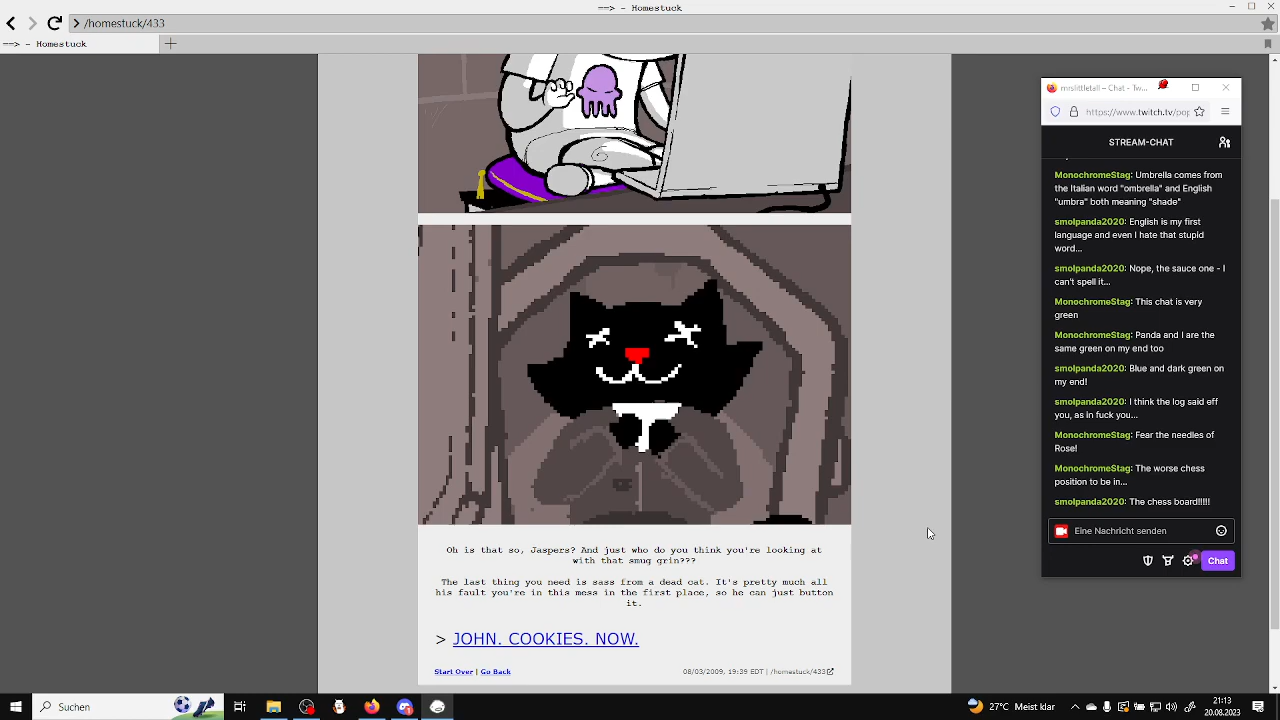 ==> - Homestuck
/homestuck/433
==> - Homestuck
mrslittletall – Chat - Tw...
https://www.twitch.tv/pop
STREAM-CHAT
MonochromeStag: Umbrella comes from
the Italian word "ombrella" and English
"umbra" both meaning "shade"
smolpanda2020: English is my first
language and even I hate that stupid
word...
smolpanda2020: Nope, the sauce one - I
can't spell it...
MonochromeStag: This chat is very
green
MonochromeStag: Panda and I are the
same green on my end too
smolpanda2020: Blue and dark green on
my end!
smolpanda2020: I think the log said eff
you, as in fuck you...
MonochromeStag: Fear the needles of
Rose!
MonochromeStag: The worse chess
position to be in...
smolpanda2020: The chess board!!!!!
Eine Nachricht senden
Chat
Oh is that so, Jaspers? And just who do you think you're looking at
with that smug grin???
The last thing you need is sass from a dead cat. It's pretty much all
his fault you're in this mess in the first place, so he can just button
it.
> JOHN. COOKIES. NOW.
Start Over | Go Back
08/03/2009, 19:39 EDT | /homestuck/433
Suchen
27°C Meist klar
21:13
20.08.2023